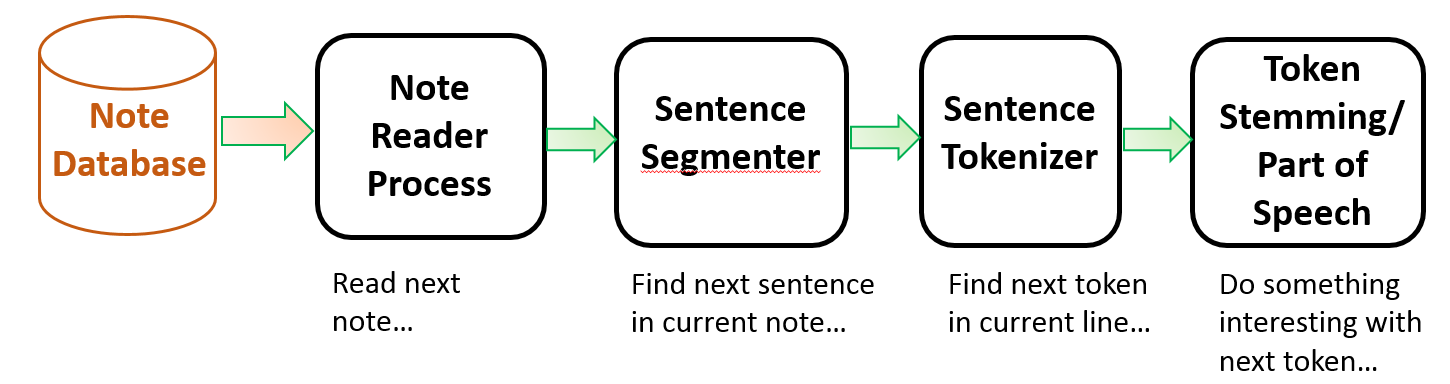 Note
Database
Note
Reader
Process
Sentence
Segmenter
Sentence
Tokenizer
Token
Stemming/
Part of
Speech
Read next
note…
Find next sentence
in current note…
Find next token
in current line…
Do something
interesting with
next token…